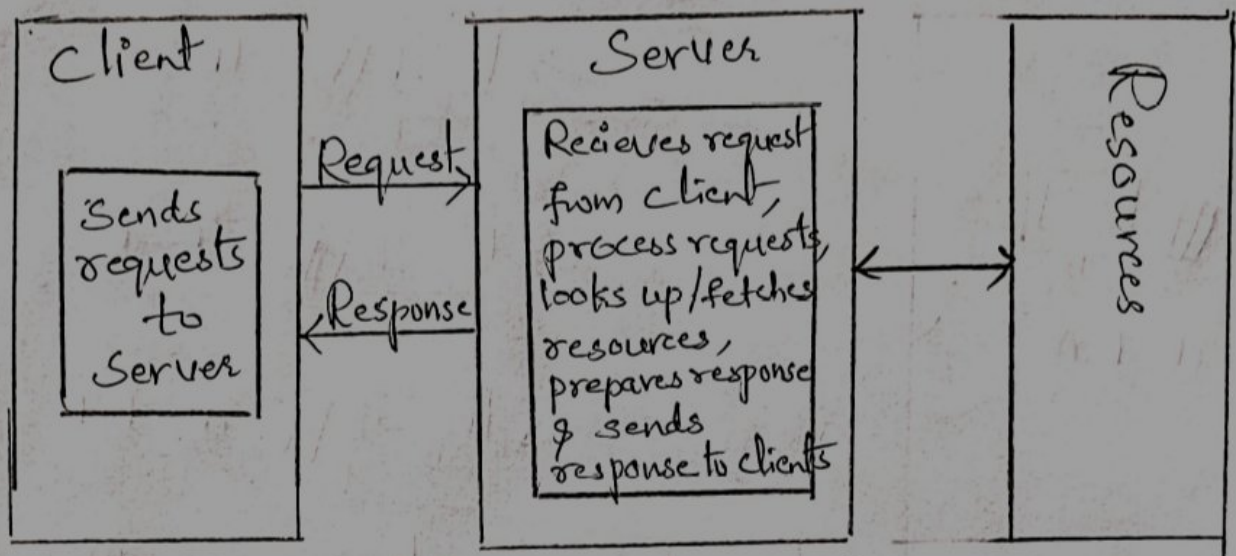 Client.
Sends
requests
to
Server
Request
Response
Server
Recieves request
from client,
process requests,
looks up/fetches
resources,
prepares response
& sends
response to clients
Resources